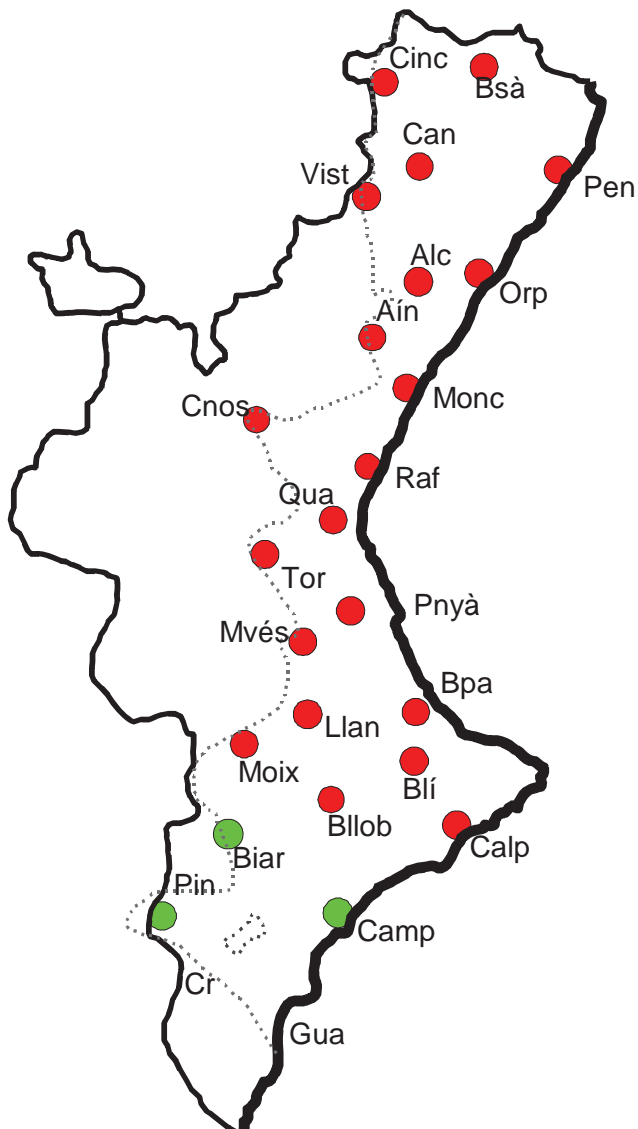 Cinc
Bsà
Can
Vist
Pen
Alc
Orp
Aín
Monc
Cnos
Raf
Qua
Tor
Pnyà
Mvés
Bpa
Llan
Moix
Blí
Bllob
Calp
Biar
Pin
Camp
Cr
Gua